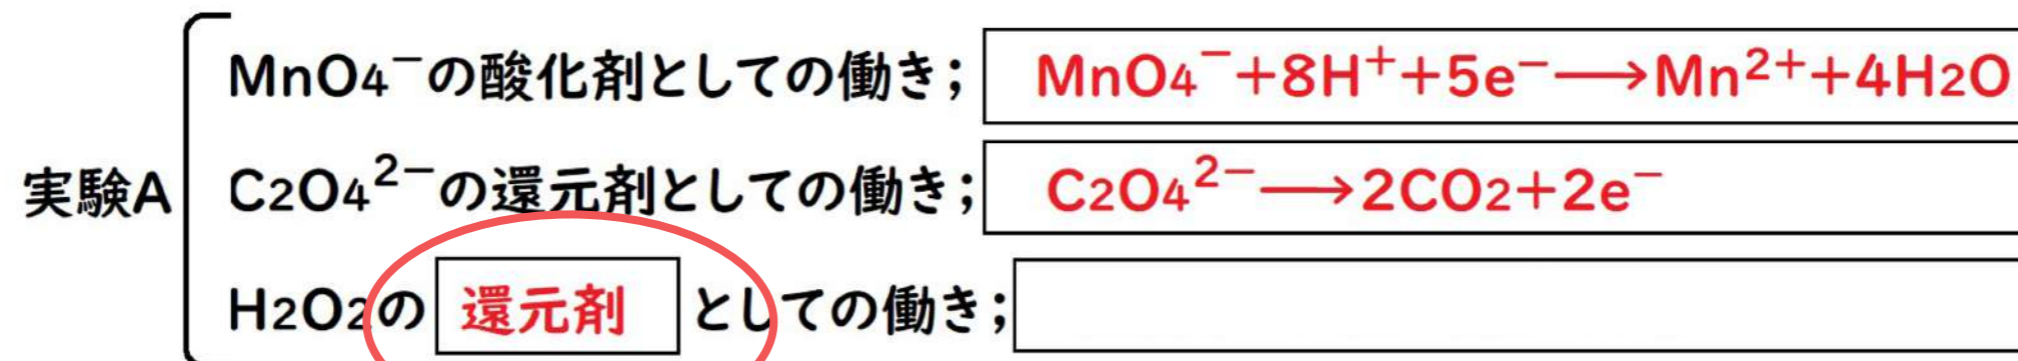 MnO4⁻の酸化剤としての働き; MnO4⁻+8H⁺+5e⁻⟶Mn²⁺+4H2O
実験A C2O4²⁻の還元剤としての働き; C2O4²⁻⟶2CO2+2e⁻
H2O2の 還元剤 としての働き;